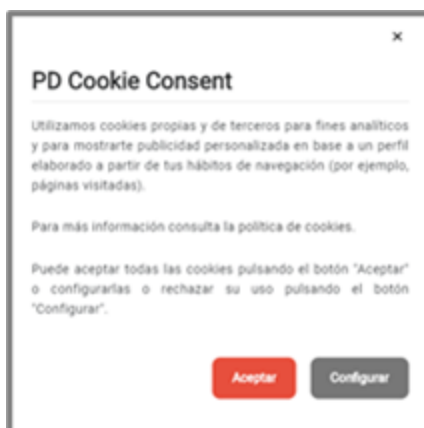 ×
PD Cookie Consent
Utilizamos cookies propias y de terceros para fines analíticos
y para mostrarte publicidad personalizada en base a un perfil
elaborado a partir de tus hábitos de navegación (por ejemplo,
páginas visitadas).
Para más información consulta la política de cookies.
Puede aceptar todas las cookies pulsando el botón "Aceptar"
o configurarlas o rechazar su uso pulsando el botón
"Configurar".
Aceptar Configurar